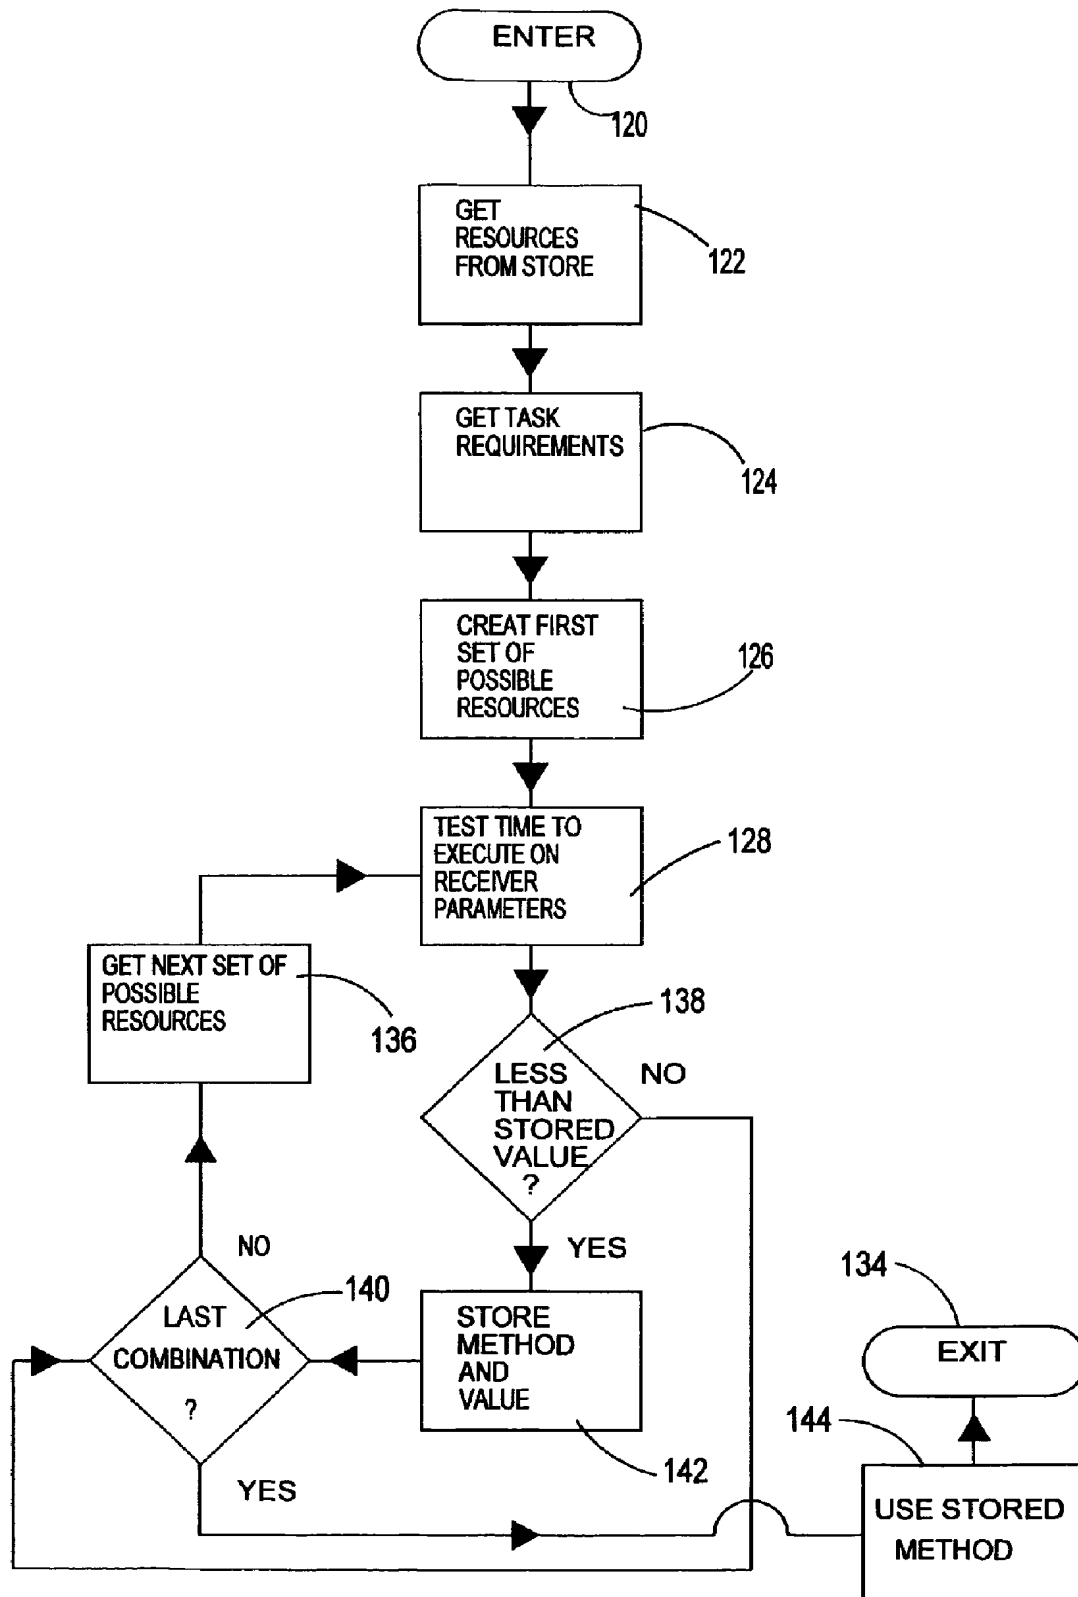 ENTER
120
GET
RESOURCES
FROM STORE
122
GET TASK
REQUIREMENTS
124
CREAT FIRST
SET OF
POSSIBLE
RESOURCES
126
TEST TIME TO
EXECUTE ON
RECEIVER
PARAMETERS
128
GET NEXT SET OF
POSSIBLE
RESOURCES
136
138
LESS
THAN
STORED
VALUE
?
NO
YES
NO
LAST
COMBINATION
?
140
YES
STORE
METHOD
AND
VALUE
142
134
EXIT
144
USE STORED
METHOD